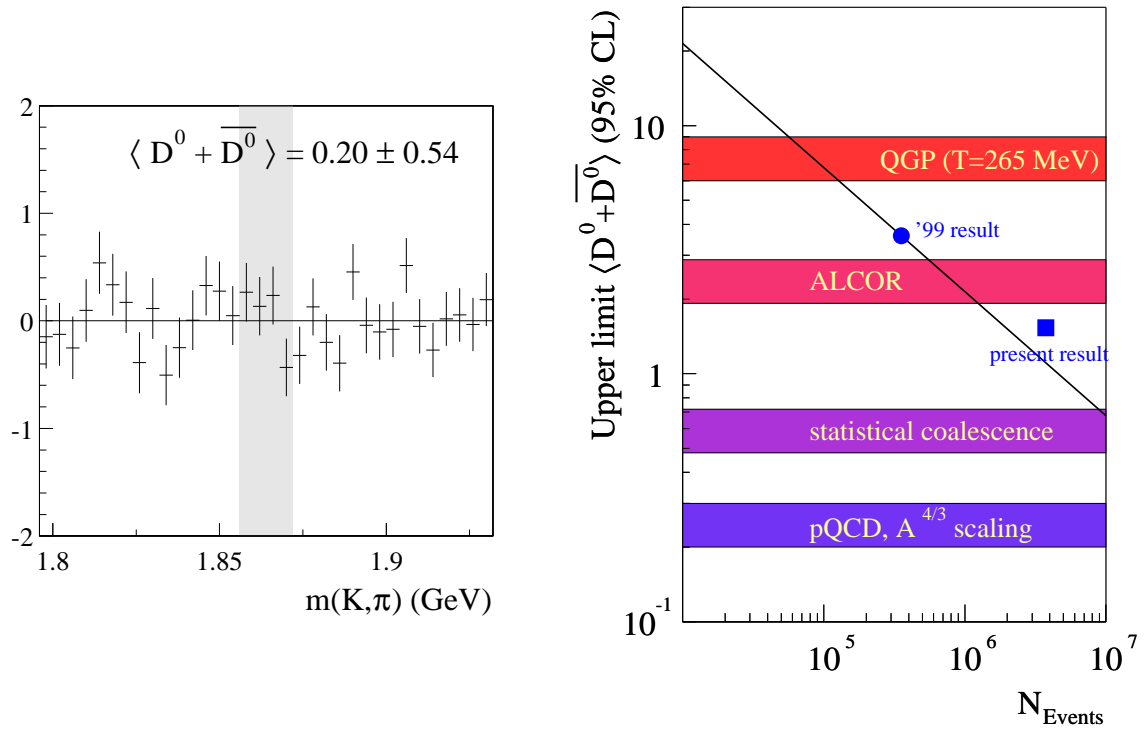 ⟨ D⁰ + D̅⁰ ⟩ = 0.20 ± 0.54
2
1
0
-1
-2
1.8 1.85 1.9
m(K,π) (GeV)
Upper limit ⟨D⁰+D̅⁰⟩ (95% CL)
10
1
10⁻¹
QGP (T=265 MeV)
’99 result
ALCOR
present result
statistical coalescence
pQCD, A⁴ᐟ³ scaling
10⁵ 10⁶ 10⁷
N_Events